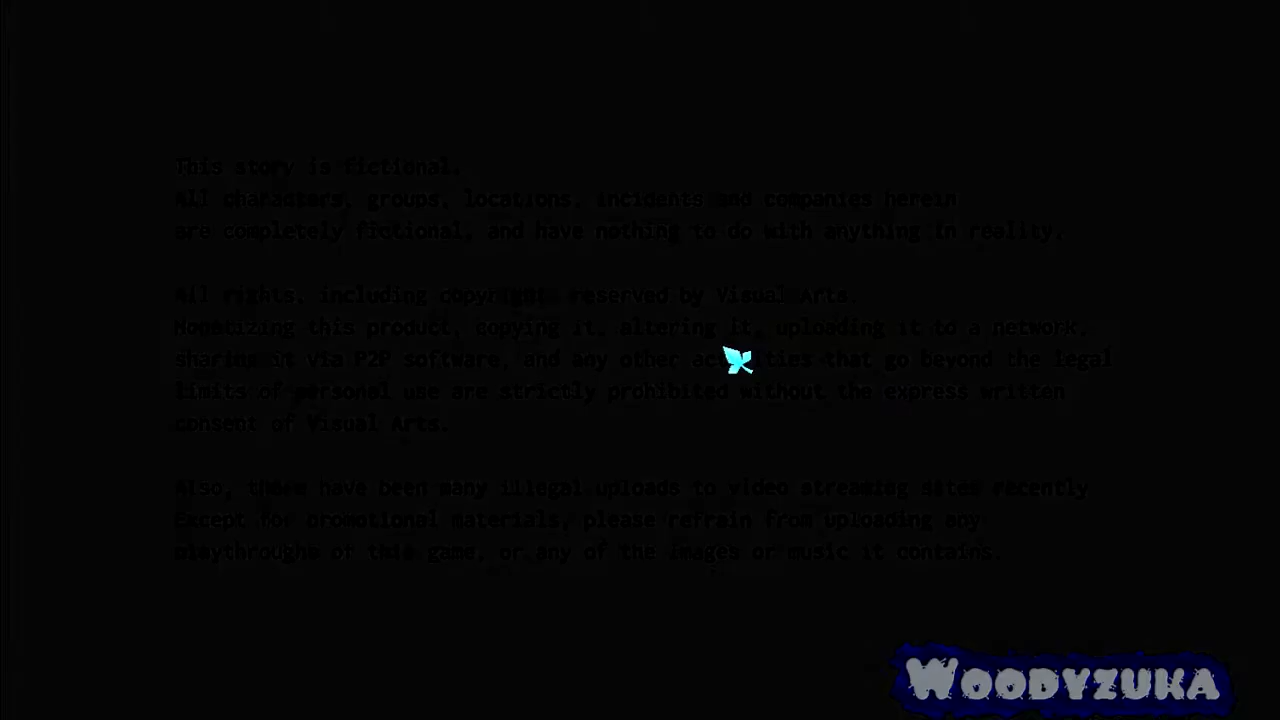 This story is fictional.
All characters, groups, locations, incidents and companies herein
are completely fictional, and have nothing to do with anything in reality.
All rights, including copyrights reserved by Visual Arts.
Monetizing this product, copying it, altering it, uploading it to a network,
sharing it via P2P software, and any other activities that go beyond the legal
limits of personal use are strictly prohibited without the express written
consent of Visual Arts.
Also, there have been many illegal uploads to video streaming sites recently
Except for promotional materials, please refrain from uploading any
playthroughs of this game, or any of the images or music it contains.
WOODYZUKA